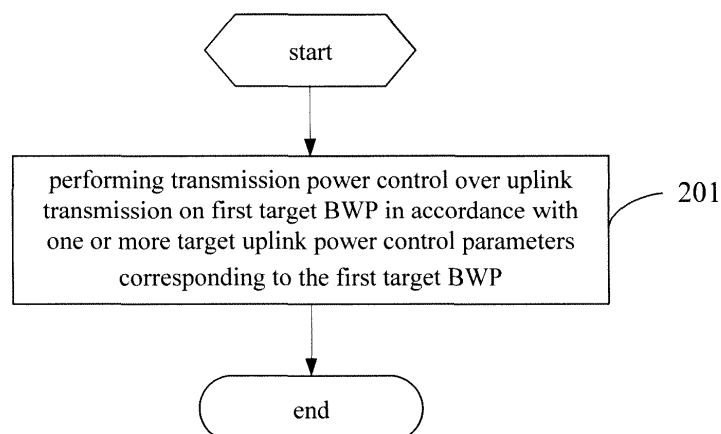 start
performing transmission power control over uplink
transmission on first target BWP in accordance with
one or more target uplink power control parameters
corresponding to the first target BWP
201
end